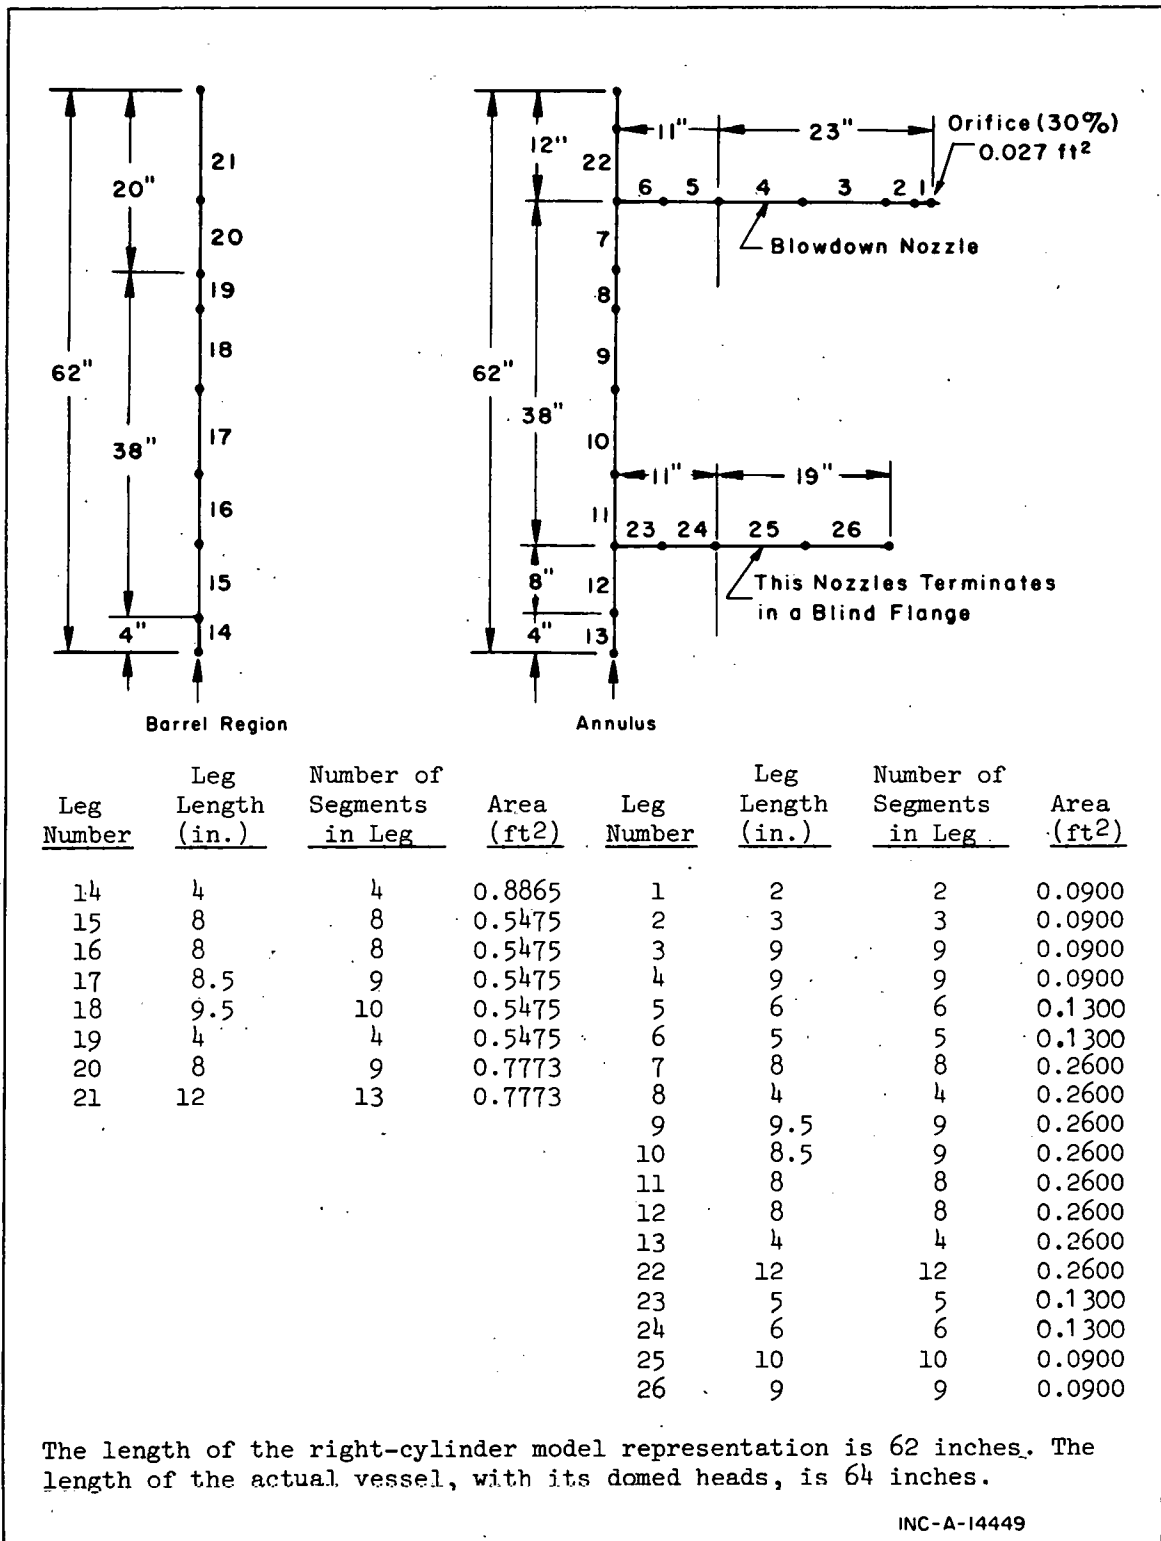 21
20
19
18
17
16
15
14
20"
38"
62"
4"
Barrel Region
12"
11"
23"
Orifice (30%)
0.027 ft2
22
6 5 4 3 2 1
Blowdown Nozzle
7
8
9
62"
38"
10
11"
19"
11
23 24 25 26
8"
12
This Nozzles Terminates
in a Blind Flange
4"
13
Annulus
Leg Number of Leg Number of
Leg Length Segments Area Leg Length Segments Area
Number (in.) in Leg (ft2) Number (in.) in Leg (ft2)
14 4 4 0.8865 1 2 2 0.0900
15 8 8 0.5475 2 3 3 0.0900
16 8 8 0.5475 3 9 9 0.0900
17 8.5 9 0.5475 4 9 9 0.0900
18 9.5 10 0.5475 5 6 6 0.1300
19 4 4 0.5475 6 5 5 0.1300
20 8 9 0.7773 7 8 8 0.2600
21 12 13 0.7773 8 4 4 0.2600
9 9.5 9 0.2600
10 8.5 9 0.2600
11 8 8 0.2600
12 8 8 0.2600
13 4 4 0.2600
22 12 12 0.2600
23 5 5 0.1300
24 6 6 0.1300
25 10 10 0.0900
26 9 9 0.0900
The length of the right-cylinder model representation is 62 inches. The
length of the actual vessel, with its domed heads, is 64 inches.
INC-A-14449